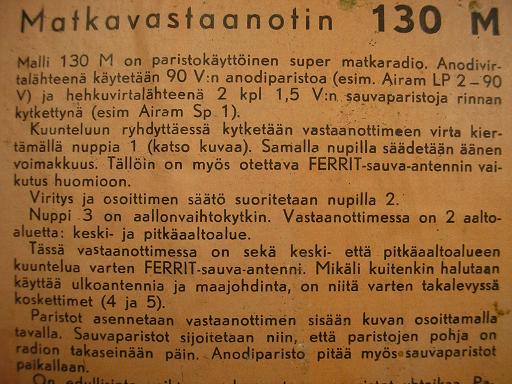 Matkavastaanotin 130 M
Malli 130 M on paristokäyttöinen super matkaradio. Anodivir-
talähteenä käytetään 90 V:n anodiparistoa (esim. Airam LP 2-90
V) ja hehkuvirtalähteenä 2 kpl 1,5 V:n sauvaparistoja rinnan
kytkettynä (esim Airam Sp 1).
Kuunteluun ryhdyttäessä kytketään vastaanottimeen virta kier-
tämällä nuppia 1 (katso kuvaa). Samalla nupilla säädetään äänen
voimakkuus. Tällöin on myös otettava FERRIT-sauva-antennin vai-
kutus huomioon.
Viritys ja osoittimen säätö suoritetaan nupilla 2.
Nuppi 3 on aallonvaihtokytkin. Vastaanottimessa on 2 aalto-
aluetta: keski- ja pitkäaaltoalue.
Tässä vastaanottimessa on sekä keski- että pitkäaaltoalueen
kuuntelua varten FERRIT-sauva-antenni. Mikäli kuitenkin halutaan
käyttää ulkoantennia ja maajohdinta, on niitä varten takalevyssä
koskettimet (4 ja 5).
Paristot asennetaan vastaanottimen sisään kuvan osoittamalla
tavalla. Sauvaparistot sijoitetaan niin, että paristojen pohja on
radion takaseinään päin. Anodiparisto pitää myös sauvaparistot
paikallaan.